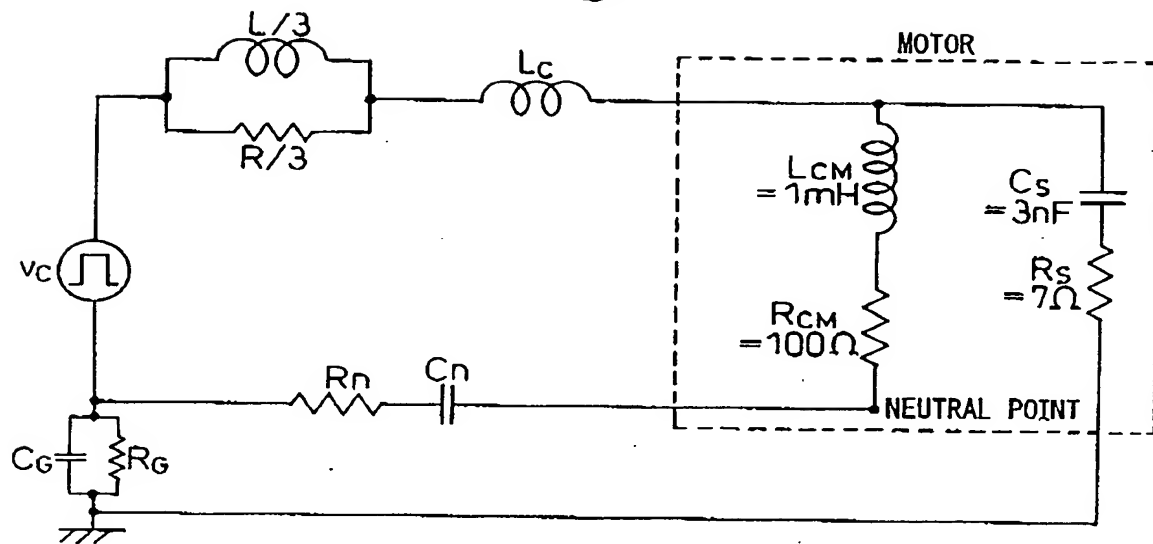 L/3
R/3
Lc
MOTOR
LCM
=1mH
RCM
=100Ω
Cs
=3nF
Rs
=7Ω
vc
Rn
Cn
NEUTRAL POINT
CG
RG